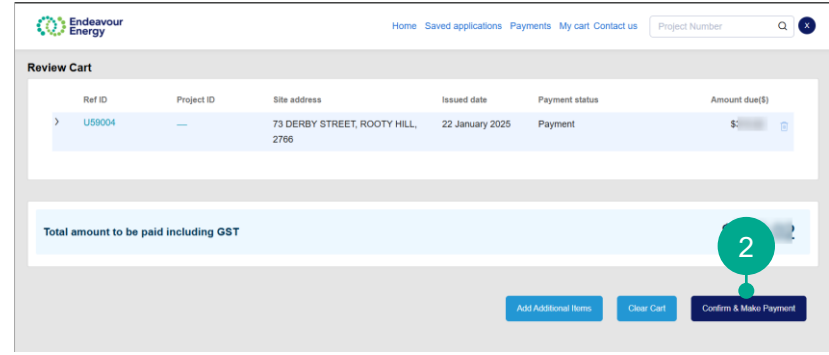 Endeavour
Energy
Home Saved applications Payments My cart Contact us Project Number X
Review Cart
Ref ID Project ID Site address Issued date Payment status Amount due($)
U59004 — 73 DERBY STREET, ROOTY HILL, 22 January 2025 Payment $
2766
Total amount to be paid including GST
2
Add Additional Items Clear Cart Confirm & Make Payment